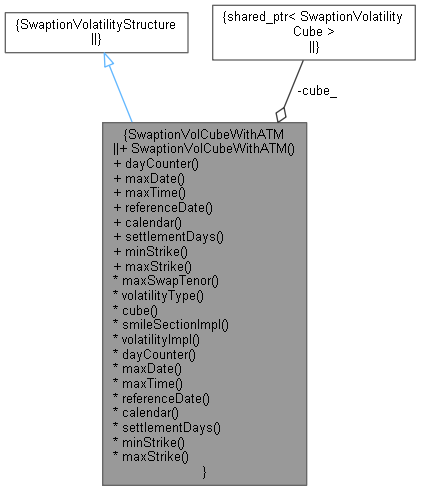 {SwaptionVolatilityStructure
||}
{shared_ptr< SwaptionVolatility
Cube >
||}
-cube_
{SwaptionVolCubeWithATM
||+ SwaptionVolCubeWithATM()
+ dayCounter()
+ maxDate()
+ maxTime()
+ referenceDate()
+ calendar()
+ settlementDays()
+ minStrike()
+ maxStrike()
* maxSwapTenor()
* volatilityType()
* cube()
* smileSectionImpl()
* volatilityImpl()
* dayCounter()
* maxDate()
* maxTime()
* referenceDate()
* calendar()
* settlementDays()
* minStrike()
* maxStrike()
}